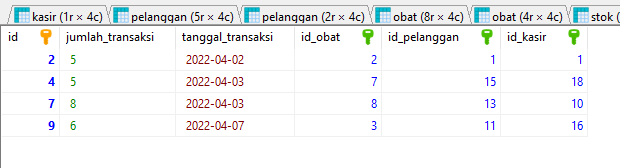 kasir (1r × 4c) pelanggan (5r × 4c) pelanggan (2r × 4c) obat (8r × 4c) obat (4r × 4c) stok (
id jumlah_transaksi tanggal_transaksi id_obat id_pelanggan id_kasir
2 5 2022-04-02 2 1 1
4 5 2022-04-03 7 15 18
7 8 2022-04-03 8 13 10
9 6 2022-04-07 3 11 16